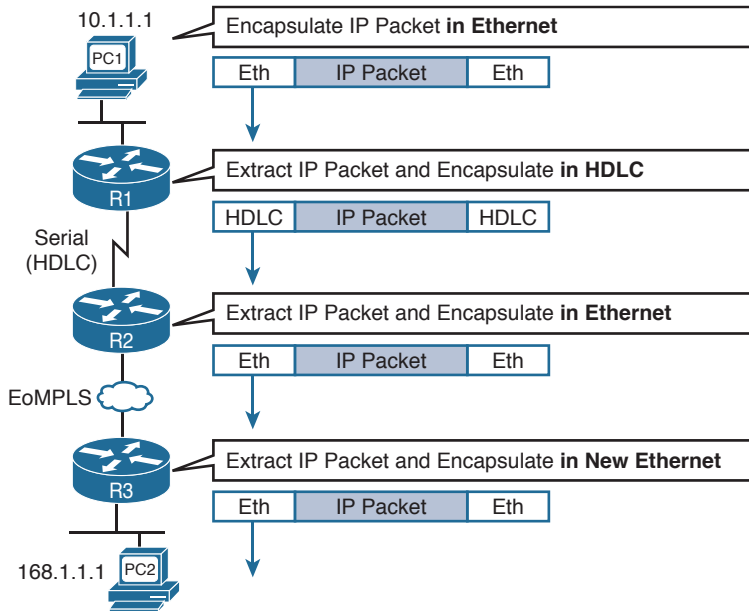 10.1.1.1
Encapsulate IP Packet in Ethernet
PC1
Eth IP Packet Eth
Extract IP Packet and Encapsulate in HDLC
R1
HDLC IP Packet HDLC
Serial
(HDLC)
Extract IP Packet and Encapsulate in Ethernet
R2
Eth IP Packet Eth
EoMPLS
Extract IP Packet and Encapsulate in New Ethernet
R3
Eth IP Packet Eth
168.1.1.1
PC2